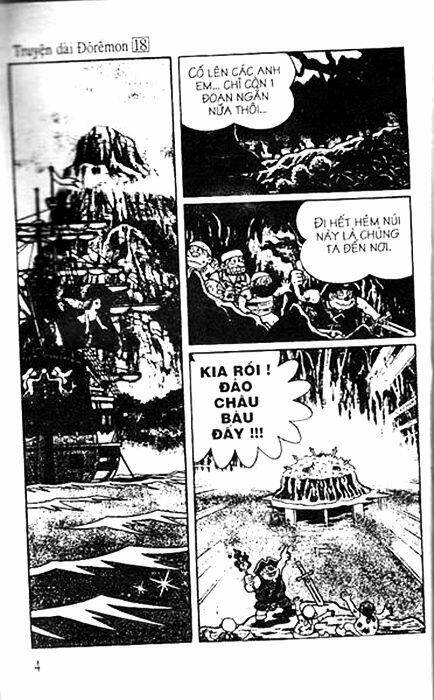 Truyện dài Đôrêmon 18
CỐ LÊN CÁC ANH
EM... CHỈ CÒN 1
ĐOẠN NGẮN
NỮA THÔI...
ĐI HẾT HẺM NÚI
NÀY LÀ CHÚNG
TA ĐẾN NƠI.
KIA RỒI !
ĐẢO
CHÂU
BÁU
ĐÂY !!!
4